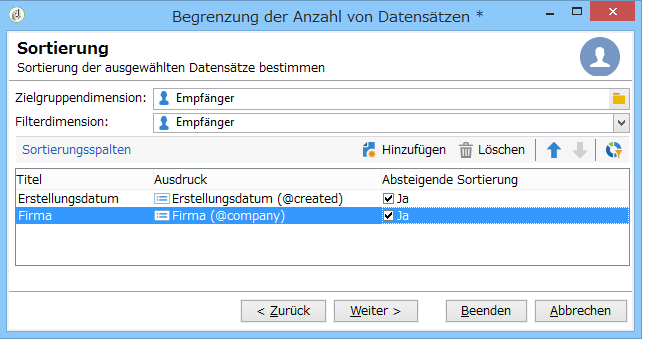 Begrenzung der Anzahl von Datensätzen *
Sortierung
Sortierung der ausgewählten Datensätze bestimmen
Zielgruppendimension: Empfänger
Filterdimension: Empfänger
Sortierungsspalten Hinzufügen Löschen
Titel Ausdruck Absteigende Sortierung
Erstellungsdatum Erstellungsdatum (@created) Ja
Firma Firma (@company) Ja
< Zurück Weiter > Beenden Abbrechen